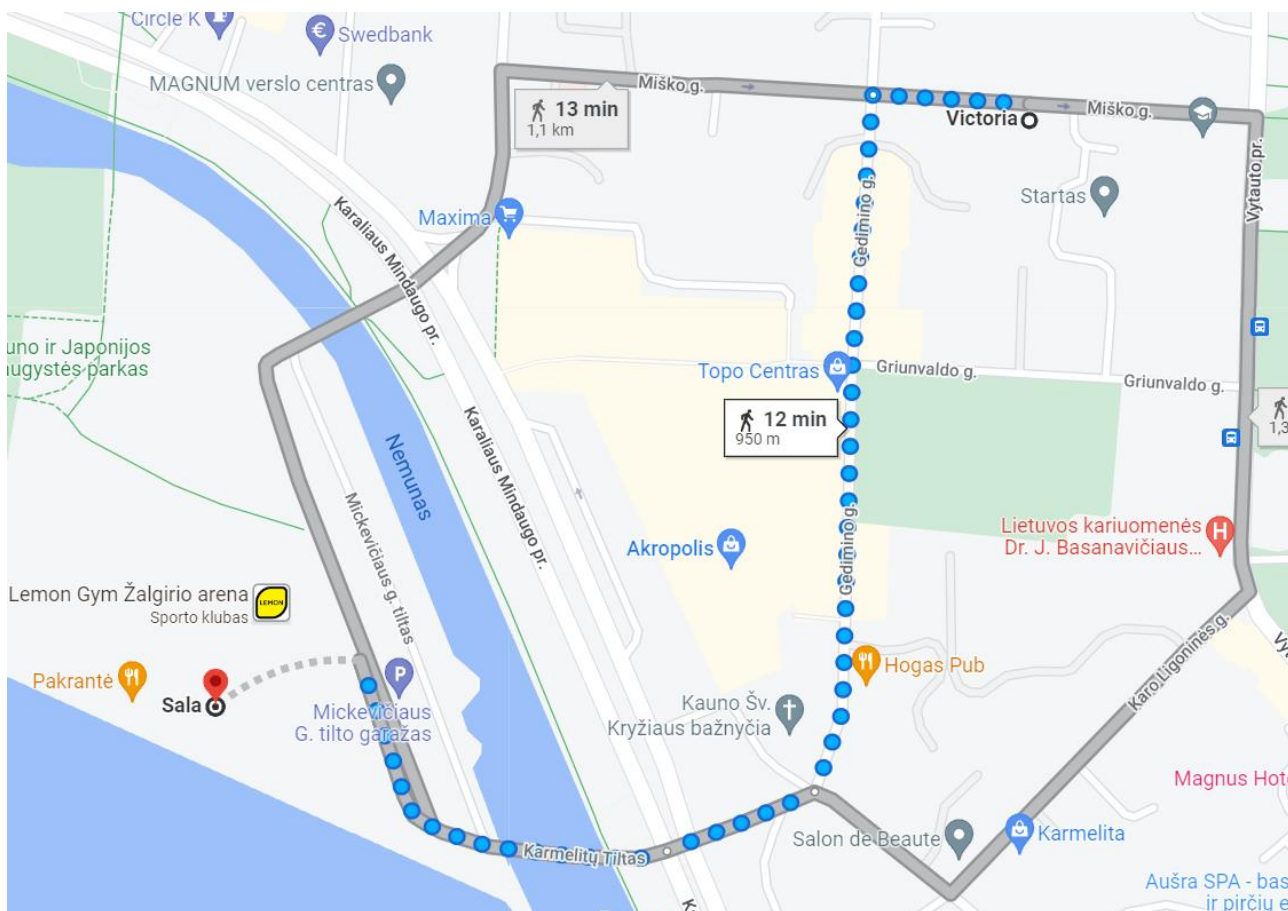 Circle K
Swedbank
MAGNUM verslo centras
Miško g.
13 min
1,1 km
Victoria
Miško g.
Vytauto pr.
Startas
Maxima
Karaliaus Mindaugo pr.
Gedimino g.
uno ir Japonijos
augystės parkas
Topo Centras
Griunvaldo g.
Griunvaldo g.
12 min
950 m
1,3
Karaliaus Mindaugo pr.
Nemunas
Mickevičiaus g. tiltas
Gedimino g.
Akropolis
Lietuvos kariuomenės
Dr. J. Basanavičiaus...
H
Lemon Gym Žalgirio arena
Sporto klubas
LEMON
Pakrantė
Sala
P
Mickevičiaus
G. tilto garažas
Hogas Pub
Kauno Šv.
Kryžiaus bažnyčia
Karo Ligoninės g.
Magnus Hot
Karmelitų Tiltas
Salon de Beaute
Karmelita
Aušra SPA - bas
ir pirčių